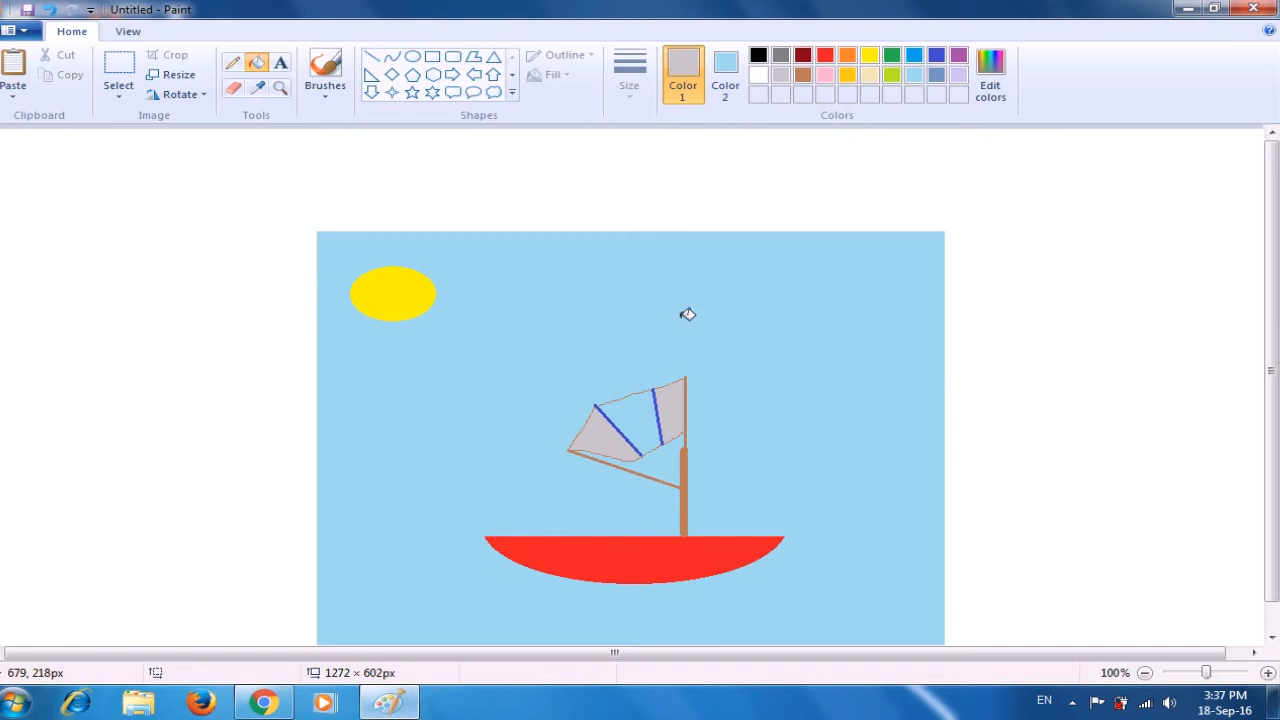 Untitled - Paint
Home
View
Paste
Cut
Copy
Clipboard
Select
Crop
Resize
Rotate
Image
A
Tools
Brushes
Shapes
Outline
Fill
Size
Color 1
Color 2
Edit colors
Colors
679, 218px
1272 × 602px
100%
EN
3:37 PM
18-Sep-16